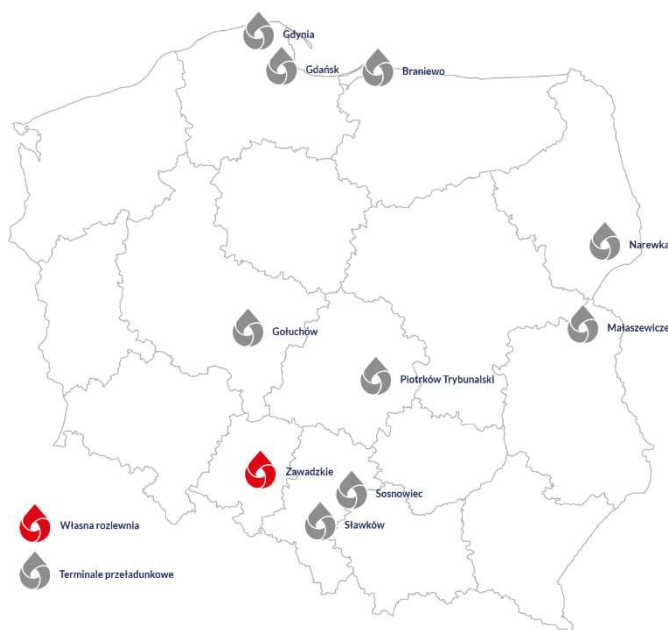 Gdynia
Gdańsk
Braniewo
Narewka
Małaszewicze
Gołuchów
Piotrków Trybunalski
Zawadzkie
Sosnowiec
Sławków
Własna rozlewnia
Terminale przeładunkowe